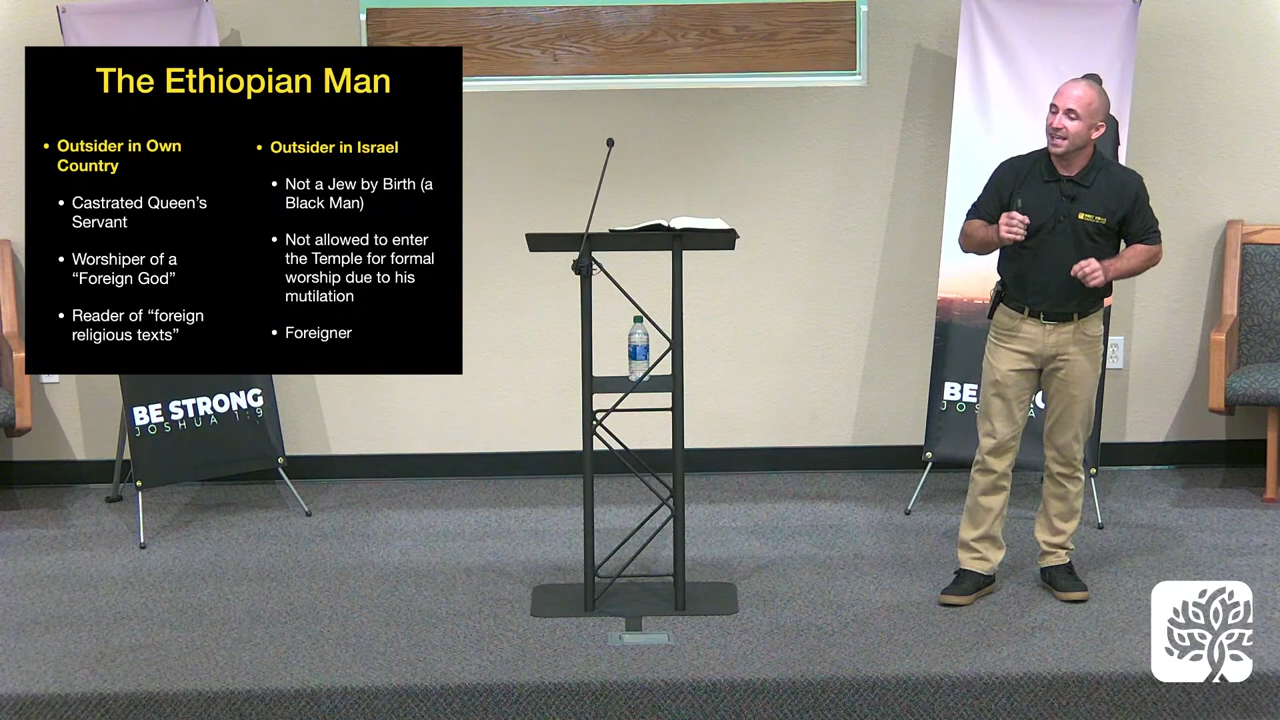 The Ethiopian Man
• Outsider in Own
Country
• Castrated Queen’s
Servant
• Worshiper of a
“Foreign God”
• Reader of “foreign
religious texts”
• Outsider in Israel
• Not a Jew by Birth (a
Black Man)
• Not allowed to enter
the Temple for formal
worship due to his
mutilation
• Foreigner
BE STRONG
JOSHUA 1:9